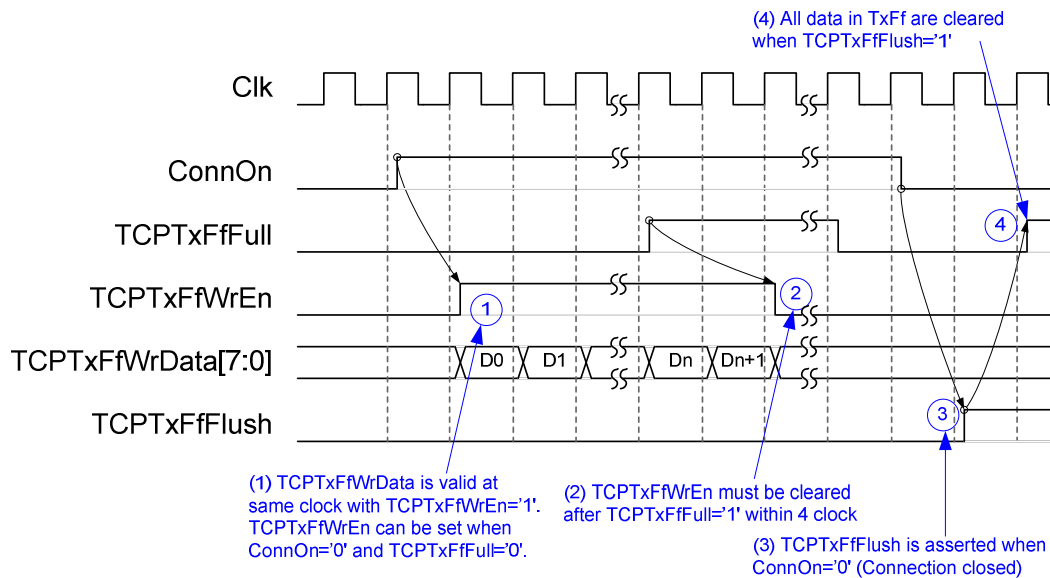 (4) All data in TxFf are cleared
when TCPTxFfFlush='1'
Clk
ConnOn
TCPTxFfFull
4
TCPTxFfWrEn
1
2
TCPTxFfWrData[7:0]
D0 D1 Dn Dn+1
TCPTxFfFlush
3
(1) TCPTxFfWrData is valid at
same clock with TCPTxFfWrEn='1'.
TCPTxFfWrEn can be set when
ConnOn='0' and TCPTxFfFull='0'.
(2) TCPTxFfWrEn must be cleared
after TCPTxFfFull='1' within 4 clock
(3) TCPTxFfFlush is asserted when
ConnOn='0' (Connection closed)